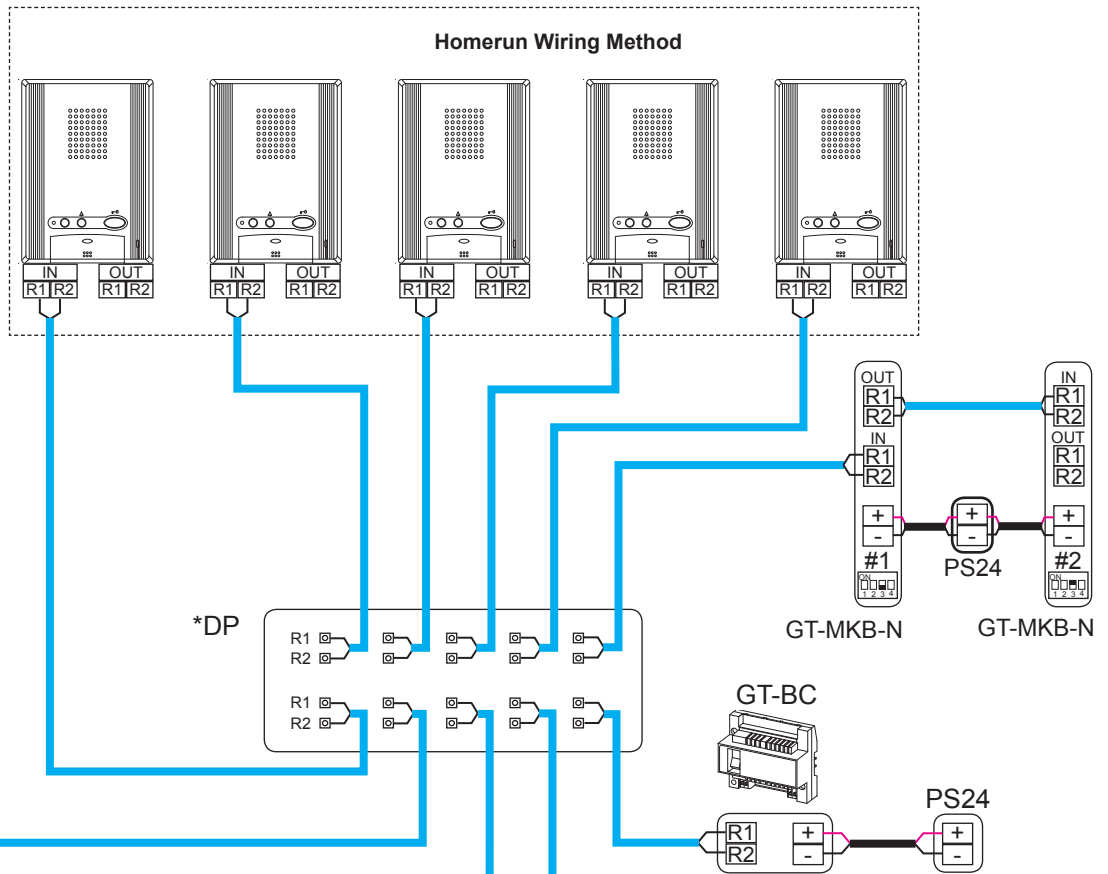 Homerun Wiring Method
IN OUT IN OUT IN OUT IN OUT IN OUT
R1 R2 R1 R2 R1 R2 R1 R2 R1 R2 R1 R2 R1 R2 R1 R2 R1 R2 R1 R2
OUT
R1
R2
IN
R1
R2
+
-
#1
ON
1 2 3 4
GT-MKB-N
+
-
PS24
IN
R1
R2
OUT
R1
R2
+
-
#2
ON
1 2 3 4
GT-MKB-N
*DP
R1
R2
R1
R2
GT-BC
R1 +
R2 -
PS24
+
-